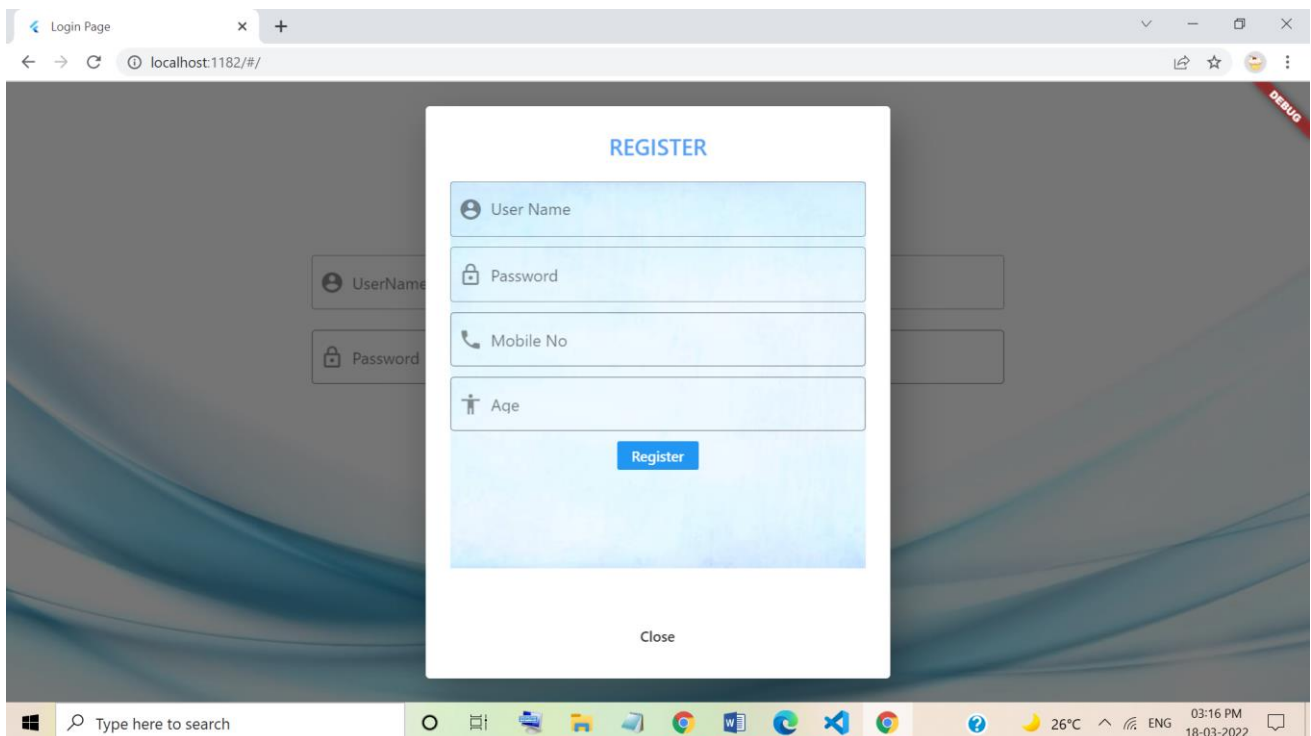 Login Page
localhost:1182/#/
DEBUG
REGISTER
User Name
Password
Mobile No
Age
Register
Close
UserName
Password
Type here to search
26°C
ENG
03:16 PM
18-03-2022